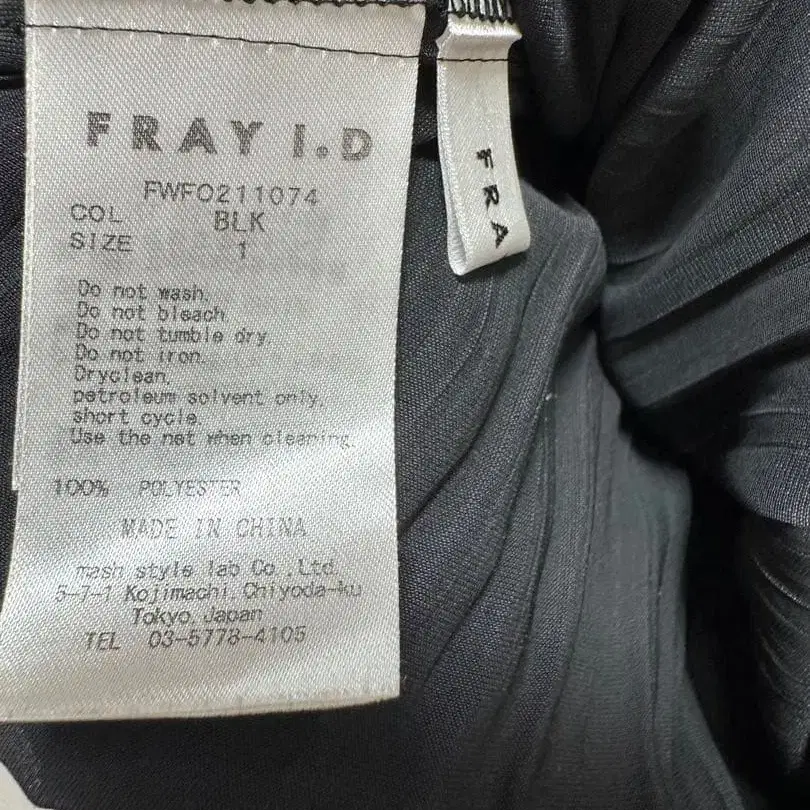 FRAY I.D
FWFO211074
COL BLK
SIZE 1
Do not wash.
Do not bleach
Do not tumble dry.
Do not iron.
Dryclean.
petroleum solvent only.
short cycle.
Use the net when cleaning.
100% POLYESTER
MADE IN CHINA
mash style lab Co.,Ltd.
5-7-1 Kojimachi, Chiyoda-ku
Tokyo, Japan
TEL 03-5778-4105
FRA